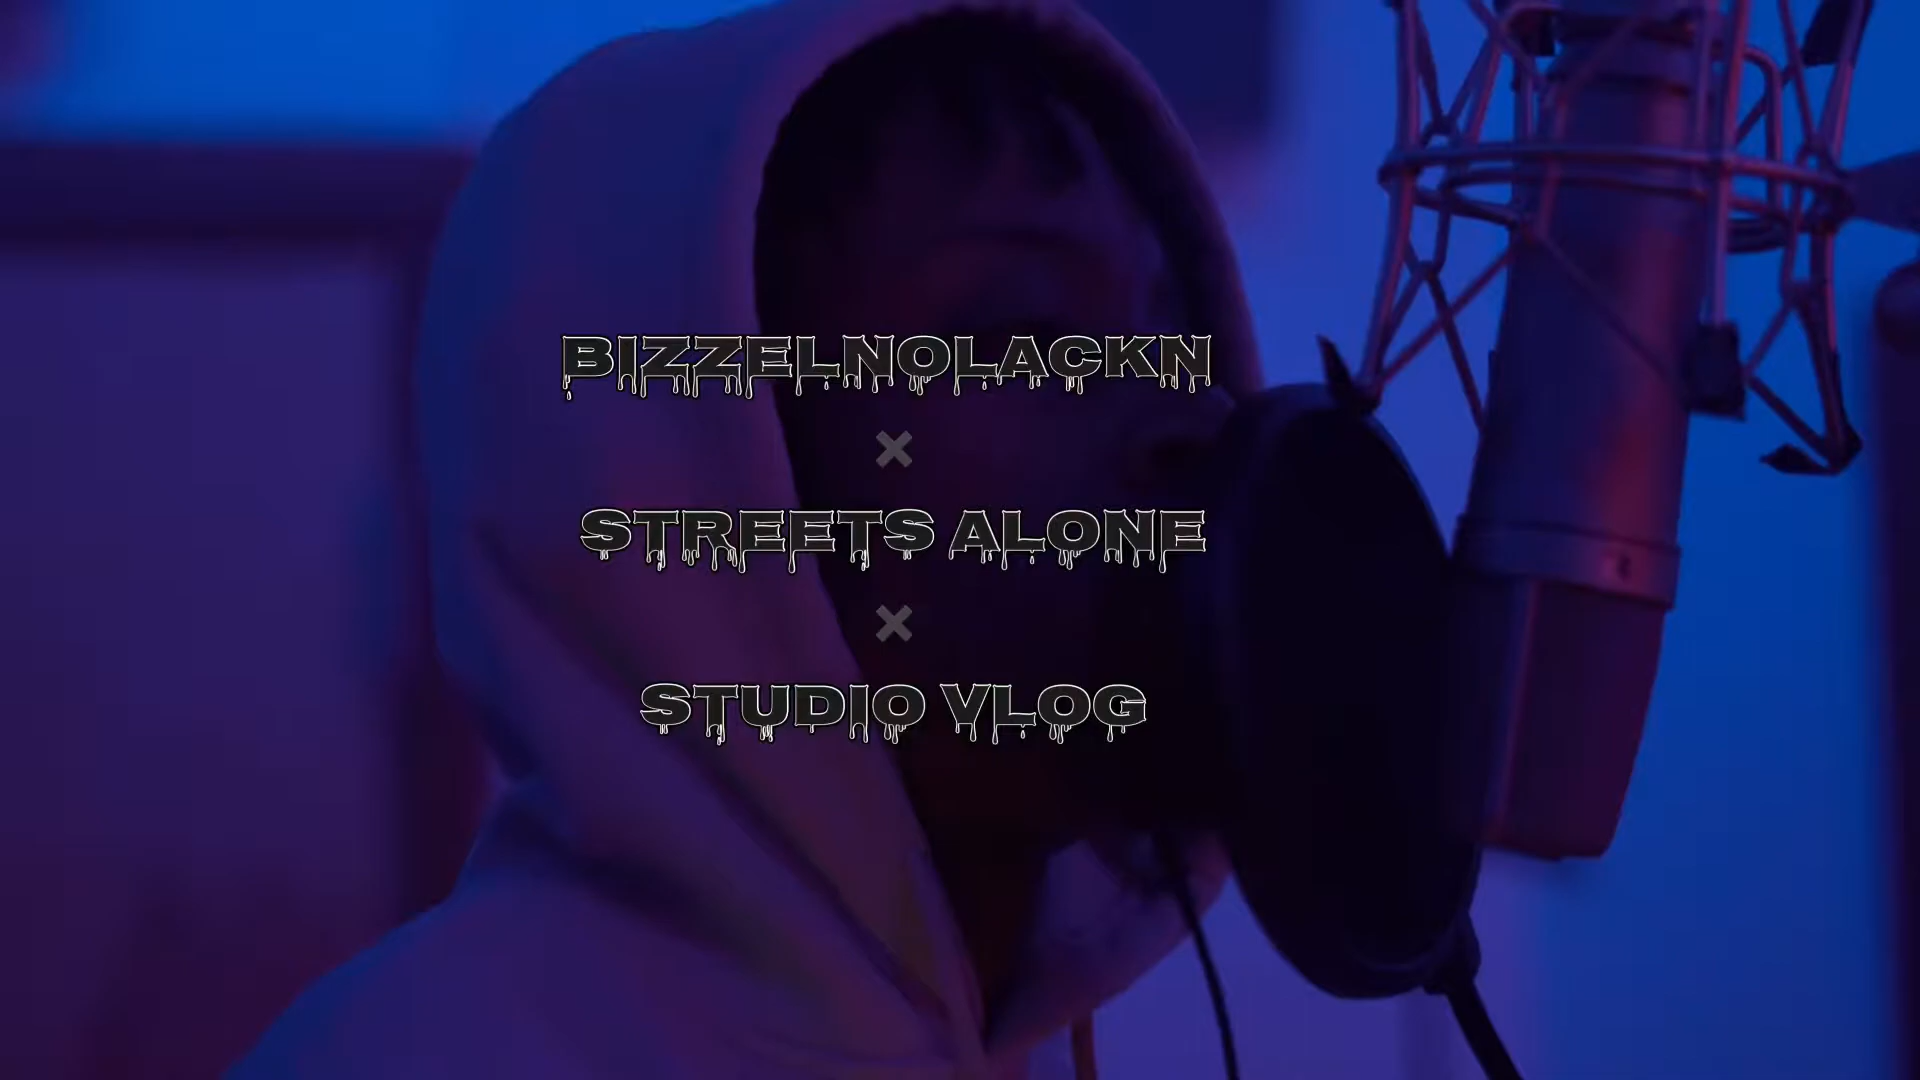 BIZZELNOLACKN
×
STREETS ALONE
×
STUDIO VLOG